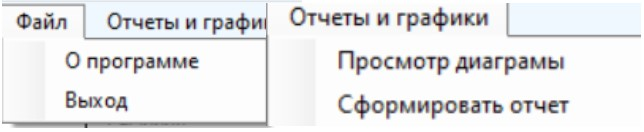 Файл Отчеты и графи
О программе
Выход
Отчеты и графики
Просмотр диаграмы
Сформировать отчет